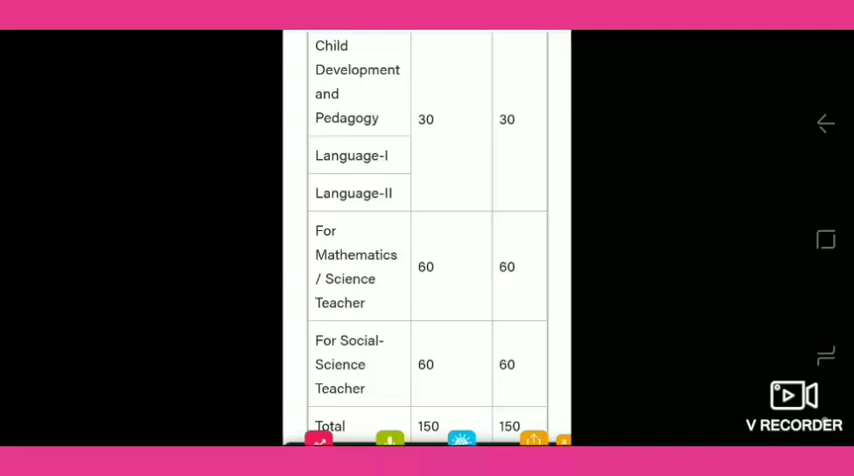 Child
Development
and
Pedagogy
30
30
Language-I
Language-II
For
Mathematics
/ Science
Teacher
60
60
For Social-
Science
Teacher
60
60
Total
150
150
V RECORDER